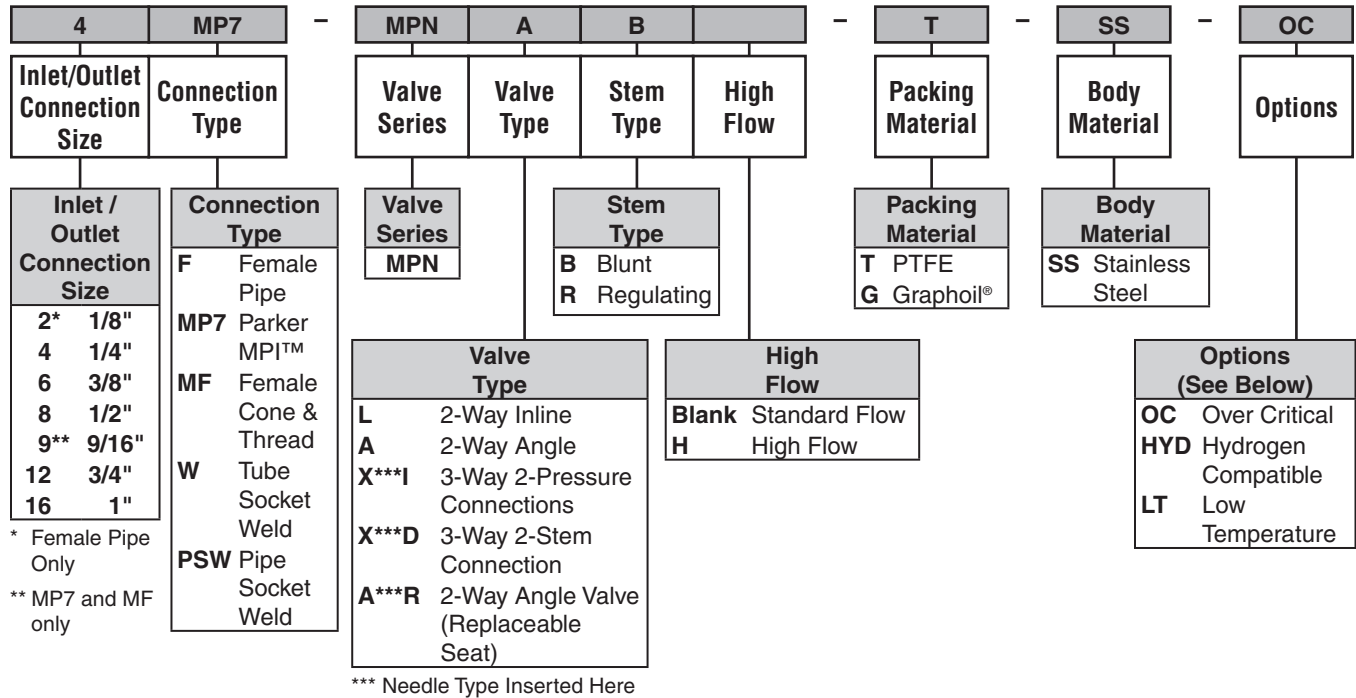 4 MP7 – MPN A B – T – SS – OC
Inlet/Outlet
Connection
Size
Connection
Type
Valve
Series
Valve
Type
Stem
Type
High
Flow
Packing
Material
Body
Material
Options
Inlet /
Outlet
Connection
Size
2* 1/8"
4 1/4"
6 3/8"
8 1/2"
9** 9/16"
12 3/4"
16 1"
* Female Pipe
Only
** MP7 and MF
only
Connection
Type
F Female
Pipe
MP7 Parker
MPI™
MF Female
Cone &
Thread
W Tube
Socket
Weld
PSW Pipe
Socket
Weld
Valve
Series
MPN
Valve
Type
L 2-Way Inline
A 2-Way Angle
X***I 3-Way 2-Pressure
Connections
X***D 3-Way 2-Stem
Connection
A***R 2-Way Angle Valve
(Replaceable
Seat)
*** Needle Type Inserted Here
Stem
Type
B Blunt
R Regulating
High
Flow
Blank Standard Flow
H High Flow
Packing
Material
T PTFE
G Graphoil®
Body
Material
SS Stainless
Steel
Options
(See Below)
OC Over Critical
HYD Hydrogen
Compatible
LT Low
Temperature